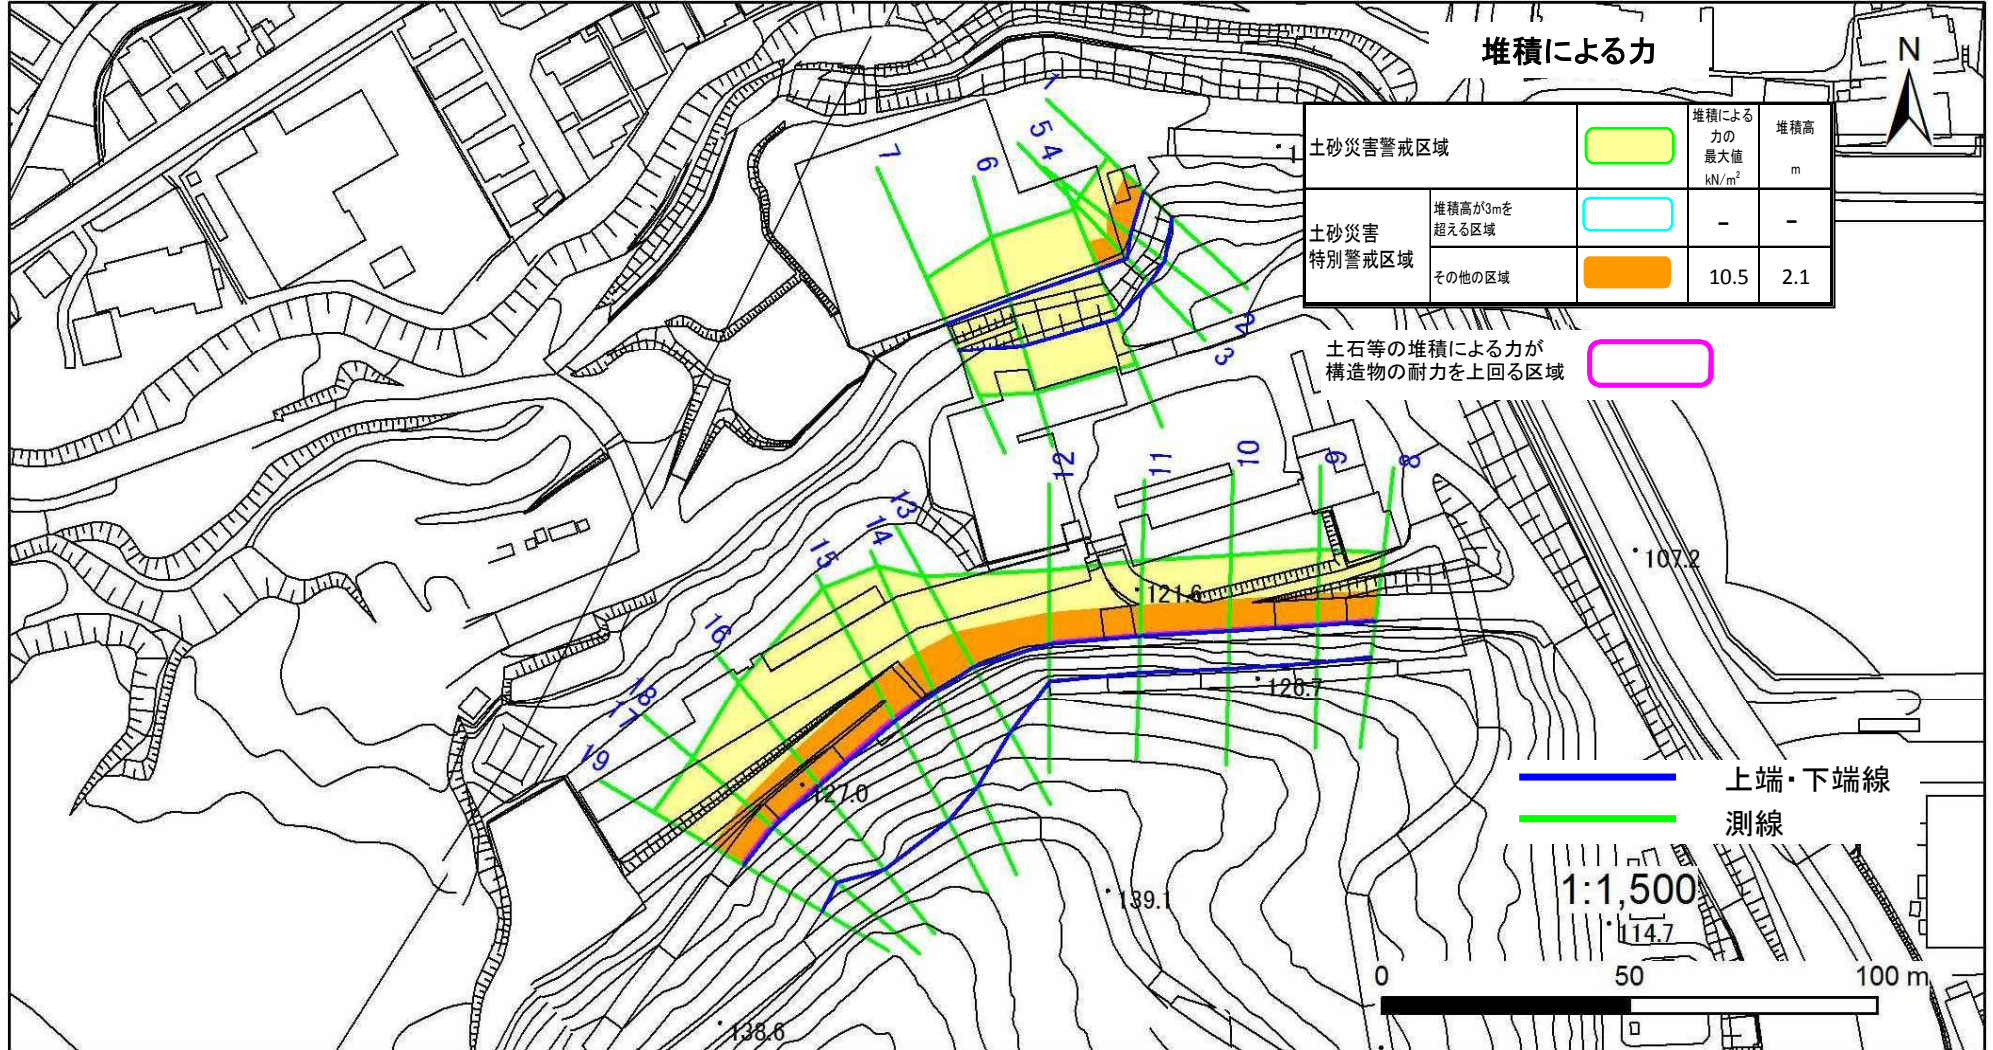 堆積による力
N
土砂災害警戒区域
堆積による
力の
最大値
kN/m²
堆積高
m
土砂災害
特別警戒区域
堆積高が3mを
超える区域
-
-
その他の区域
10.5
2.1
土石等の堆積による力が
構造物の耐力を上回る区域
1
5
4
7
6
2
3
12
11
10
9
8
13
14
15
16
18
17
19
107.2
121.6
126.7
127.0
139.1
138.6
114.7
上端・下端線
測線
1:1,500
0 50 100 m